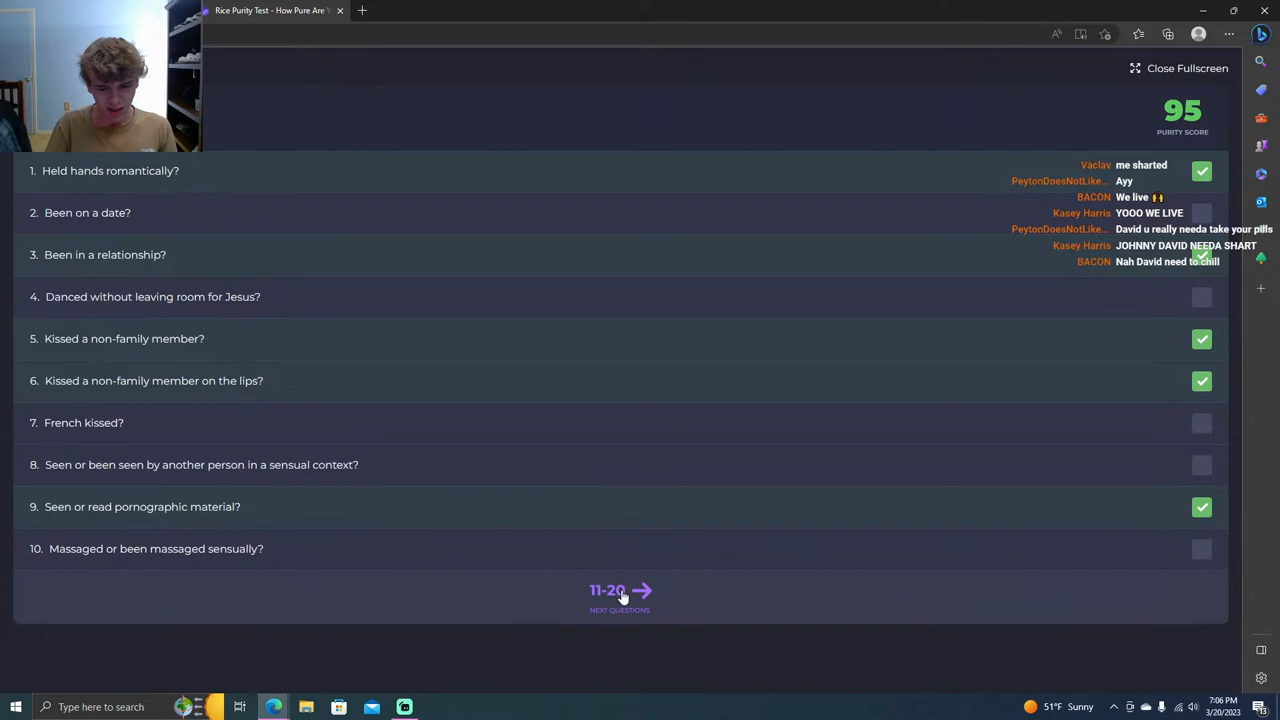 Rice Purity Test – How Pure Are Y
Close Fullscreen
95
PURITY SCORE
1. Held hands romantically?
2. Been on a date?
3. Been in a relationship?
4. Danced without leaving room for Jesus?
5. Kissed a non-family member?
6. Kissed a non-family member on the lips?
7. French kissed?
8. Seen or been seen by another person in a sensual context?
9. Seen or read pornographic material?
10. Massaged or been massaged sensually?
Vàclav me sharted
PeytonDoesNotLike... Ayy
BACON We live 🙌
Kasey Harris YOOO WE LIVE
PeytonDoesNotLike... David u really needa take your pills
Kasey Harris JOHNNY DAVID NEEDA SHART
BACON Nah David need to chill
11-20
NEXT QUESTIONS
Type here to search
51°F Sunny
7:06 PM
3/20/2023